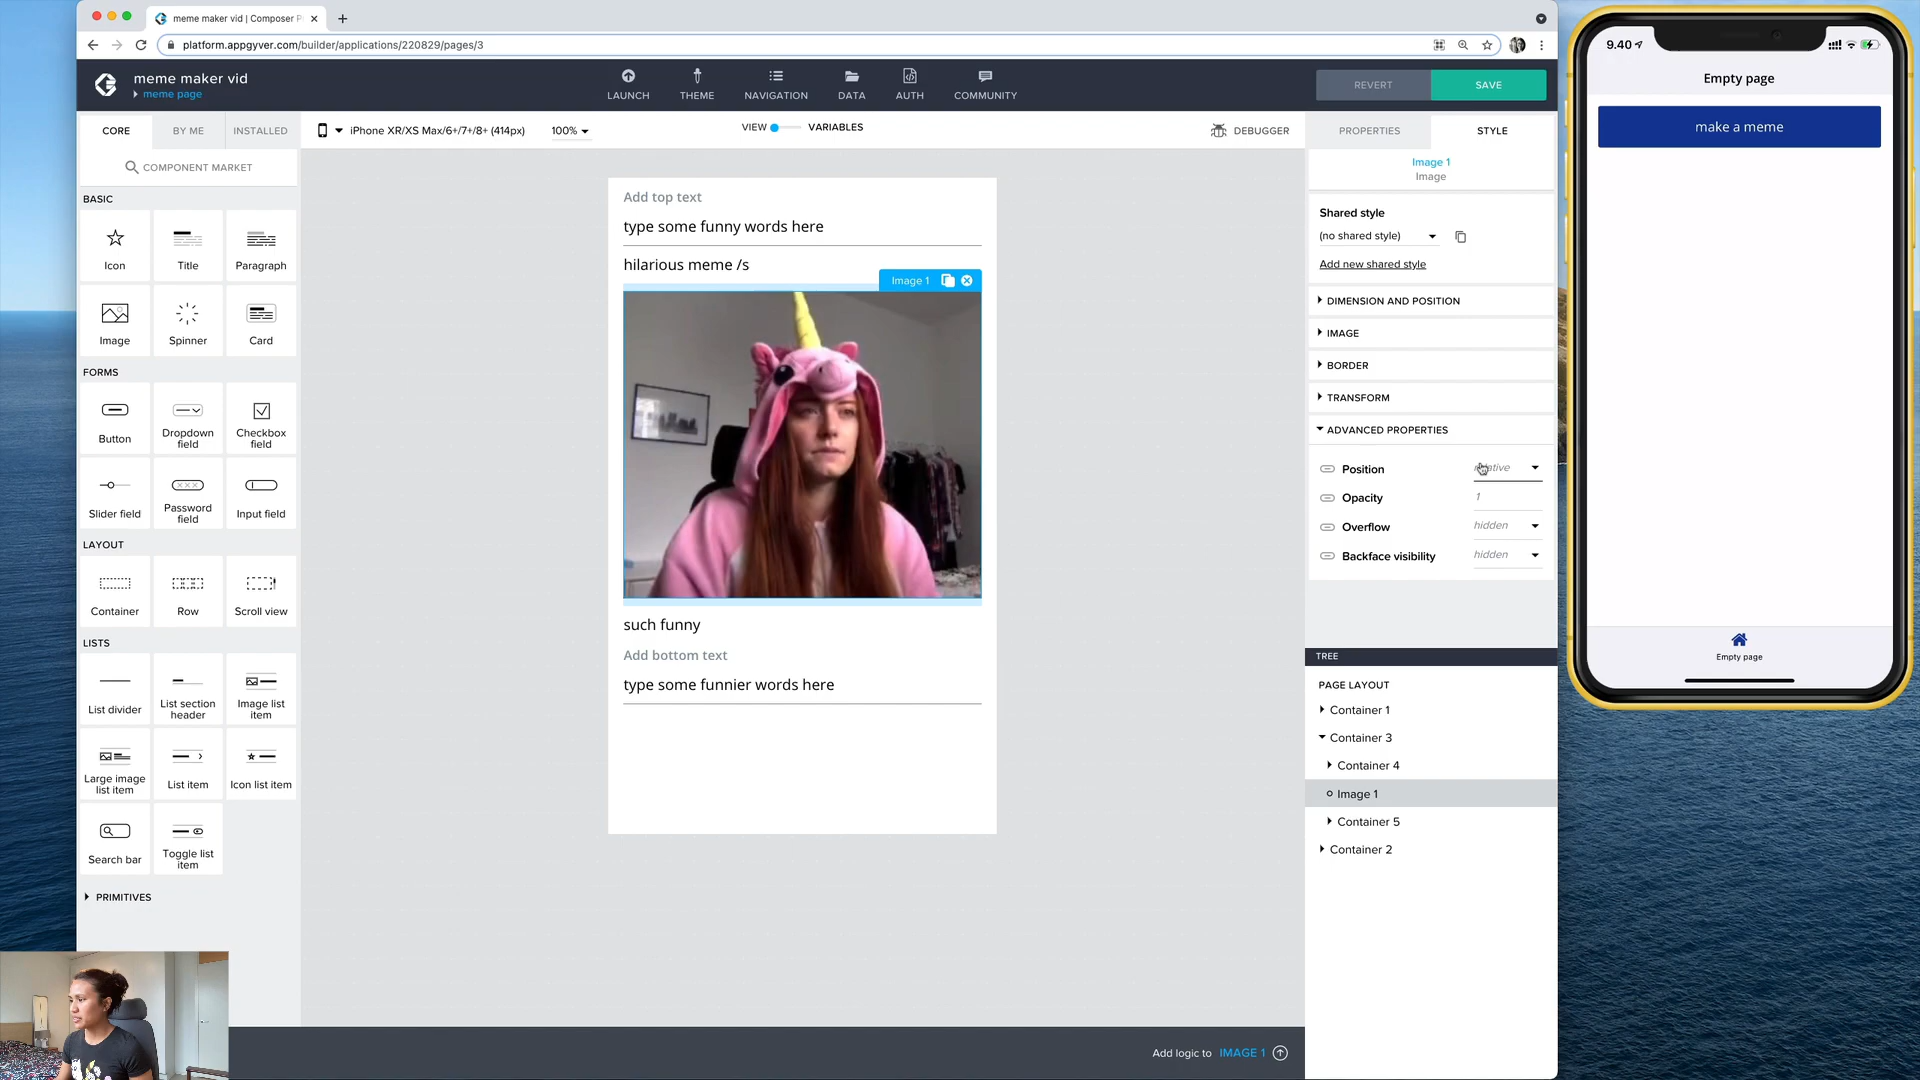 meme maker vid | Composer P
platform.appgyver.com/builder/applications/220829/pages/3
meme maker vid
meme page
LAUNCH
THEME
NAVIGATION
DATA
AUTH
COMMUNITY
REVERT
SAVE
CORE
BY ME
INSTALLED
iPhone XR/XS Max/6+/7+/8+ (414px)
100%
VIEW
VARIABLES
DEBUGGER
PROPERTIES
STYLE
COMPONENT MARKET
BASIC
Icon
Title
Paragraph
Image
Spinner
Card
FORMS
Button
Dropdown
field
Checkbox
field
Slider field
Password
field
Input field
LAYOUT
Container
Row
Scroll view
LISTS
List divider
List section
header
Image list
item
Large image
list item
List item
Icon list item
Search bar
Toggle list
item
PRIMITIVES
Add top text
type some funny words here
hilarious meme /s
Image 1
such funny
Add bottom text
type some funnier words here
Image 1
Image
Shared style
(no shared style)
Add new shared style
DIMENSION AND POSITION
IMAGE
BORDER
TRANSFORM
ADVANCED PROPERTIES
Position
Opacity
1
Overflow
hidden
Backface visibility
hidden
TREE
PAGE LAYOUT
Container 1
Container 3
Container 4
Image 1
Container 5
Container 2
Add logic to IMAGE 1
9.40
Empty page
make a meme
Empty page